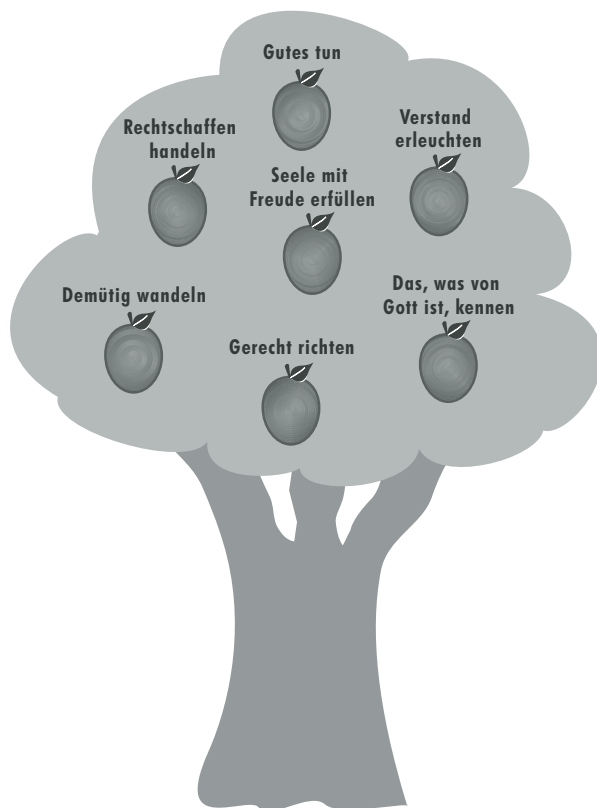 Gutes tun
Rechtschaffen
handeln
Verstand
erleuchten
Seele mit
Freude erfüllen
Demütig wandeln
Das, was von
Gott ist, kennen
Gerecht richten